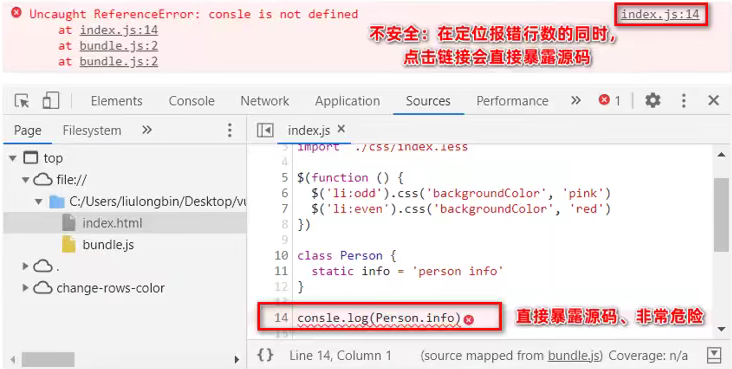 Uncaught ReferenceError: consle is not defined
index.js:14
at index.js:14
at bundle.js:2
at bundle.js:2
不安全：在定位报错行数的同时，
点击链接会直接暴露源码
Elements Console Network Sources Performance » 1
Page Filesystem »
index.js ×
top
file://
C:/Users/liulongbin/Desktop/vu
index.html
bundle.js
.
change-rows-color
3 import './css/index.less'
4
5 $(function () {
6 $('li:odd').css('backgroundColor', 'pink')
7 $('li:even').css('backgroundColor', 'red')
8 })
9
10 class Person {
11 static info = 'person info'
12 }
13
14 consle.log(Person.info)
直接暴露源码、非常危险
{} Line 14, Column 1 (source mapped from bundle.js) Coverage: n/a